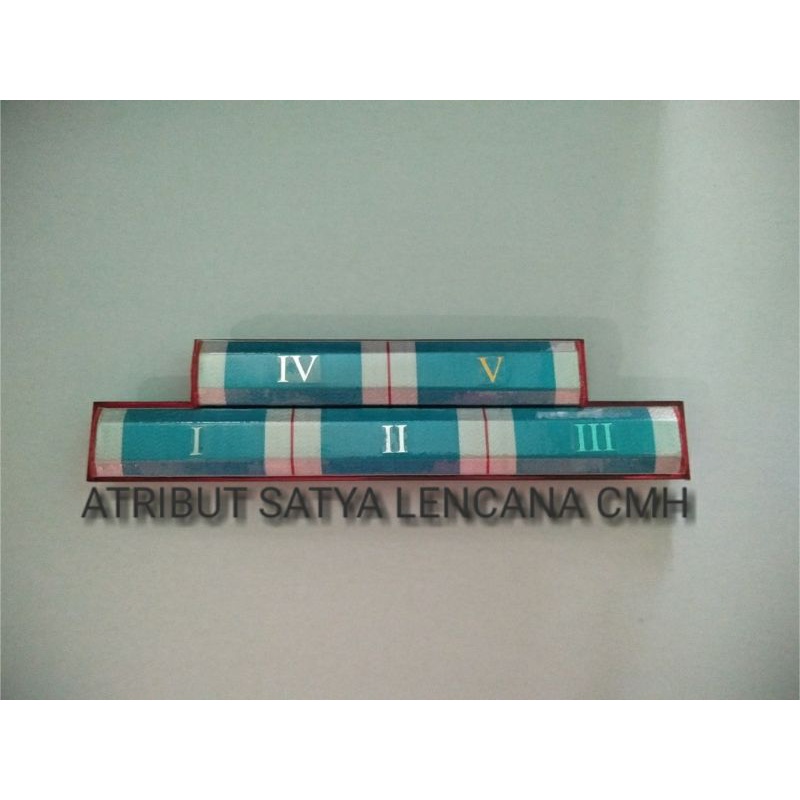 IV V
I II III
ATRIBUT SATYA LENCANA CMH